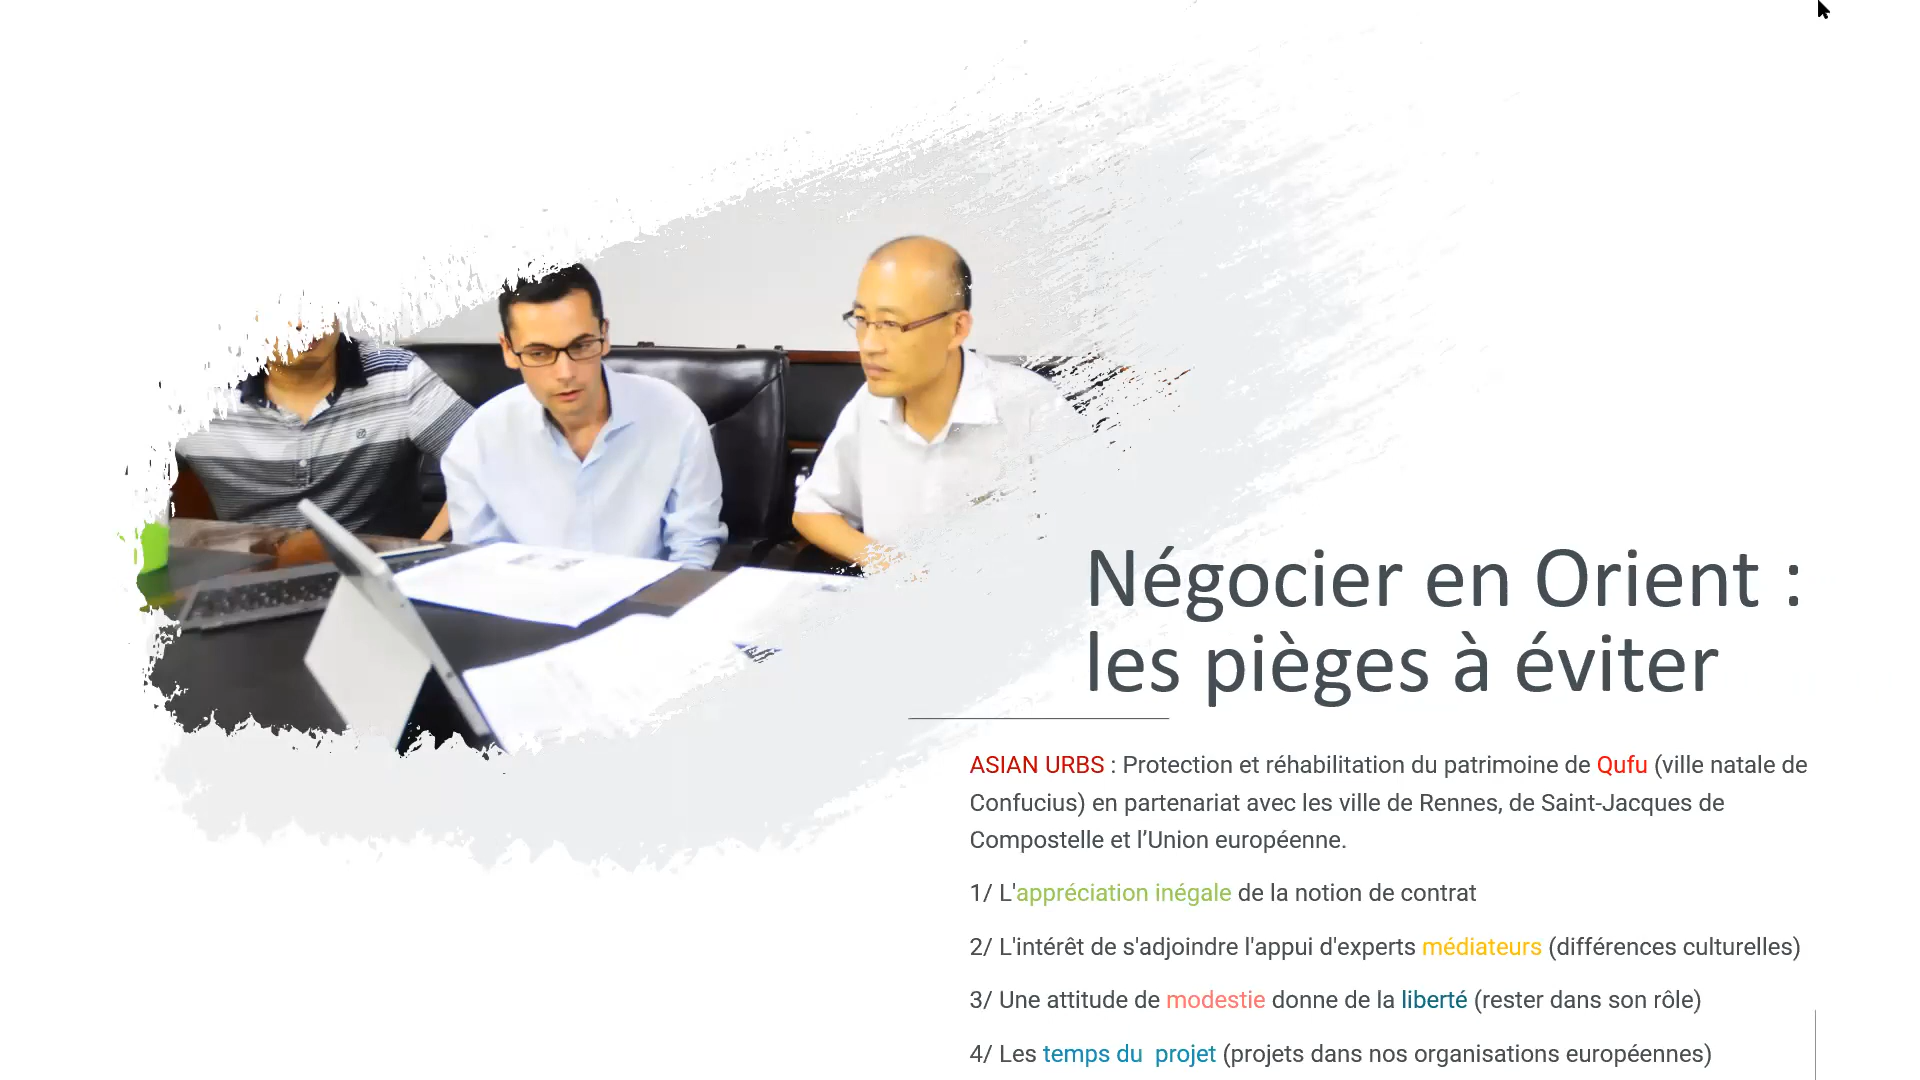 Négocier en Orient :
les pièges à éviter
ASIAN URBS : Protection et réhabilitation du patrimoine de Qufu (ville natale de
Confucius) en partenariat avec les ville de Rennes, de Saint-Jacques de
Compostelle et l’Union européenne.
1/ L'appréciation inégale de la notion de contrat
2/ L'intérêt de s'adjoindre l'appui d'experts médiateurs (différences culturelles)
3/ Une attitude de modestie donne de la liberté (rester dans son rôle)
4/ Les temps du  projet (projets dans nos organisations européennes)